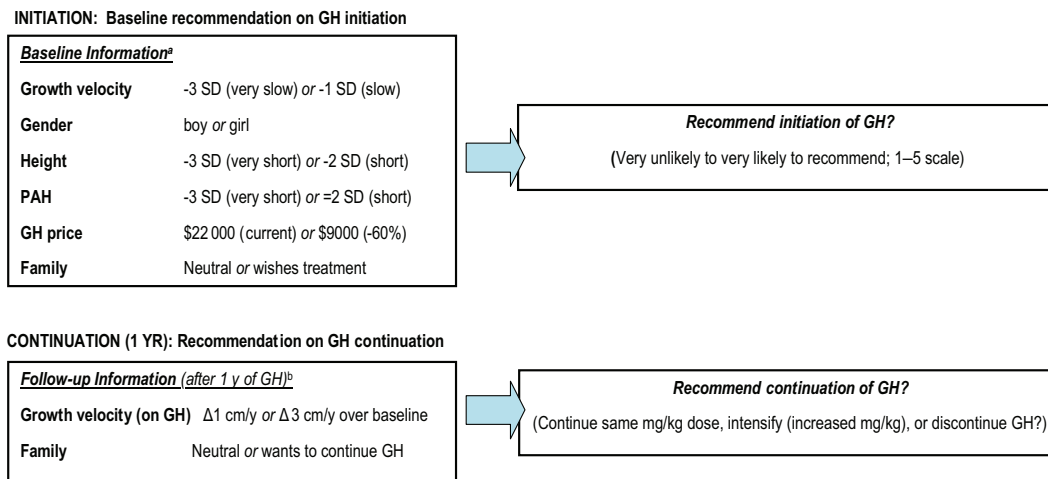 INITIATION: Baseline recommendation on GH initiation
Baseline Informationᵃ
Growth velocity -3 SD (very slow) or -1 SD (slow)
Gender boy or girl
Height -3 SD (very short) or -2 SD (short)
PAH -3 SD (very short) or =2 SD (short)
GH price $22 000 (current) or $9000 (-60%)
Family Neutral or wishes treatment
Recommend initiation of GH?
(Very unlikely to very likely to recommend; 1–5 scale)
CONTINUATION (1 YR): Recommendation on GH continuation
Follow-up Information (after 1 y of GH)ᵇ
Growth velocity (on GH) Δ1 cm/y or Δ 3 cm/y over baseline
Family Neutral or wants to continue GH
Recommend continuation of GH?
(Continue same mg/kg dose, intensify (increased mg/kg), or discontinue GH?)